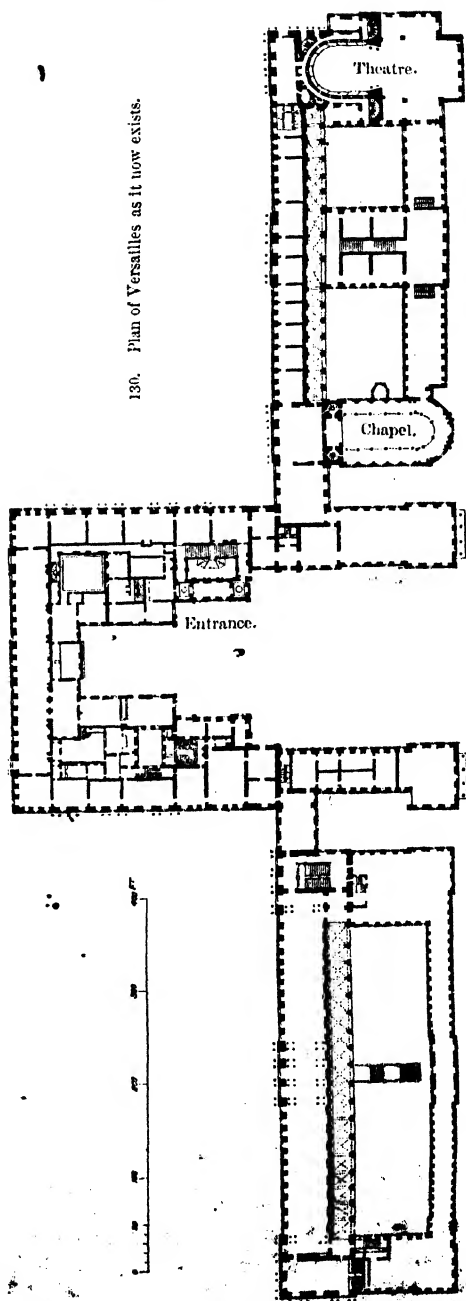 Theatre.
130. Plan of Versailles as it now exists.
Chapel.
Entrance.